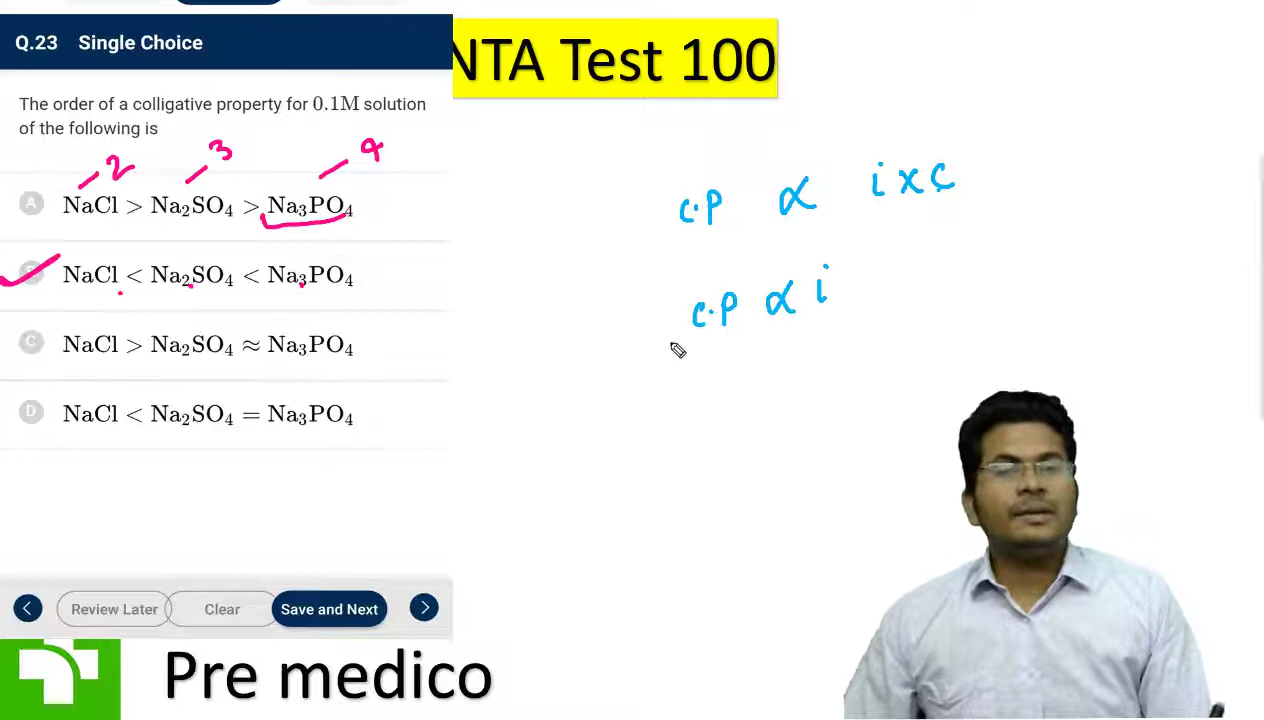 Q.23 Single Choice
NTA Test 100
The order of a colligative property for 0.1M solution
of the following is
2 3 4
A NaCl > Na₂SO₄ > Na₃PO₄
NaCl < Na₂SO₄ < Na₃PO₄
C NaCl > Na₂SO₄ ≈ Na₃PO₄
D NaCl < Na₂SO₄ = Na₃PO₄
C.P ∝ i x C
C.P ∝ i
Review Later Clear Save and Next
Pre medico